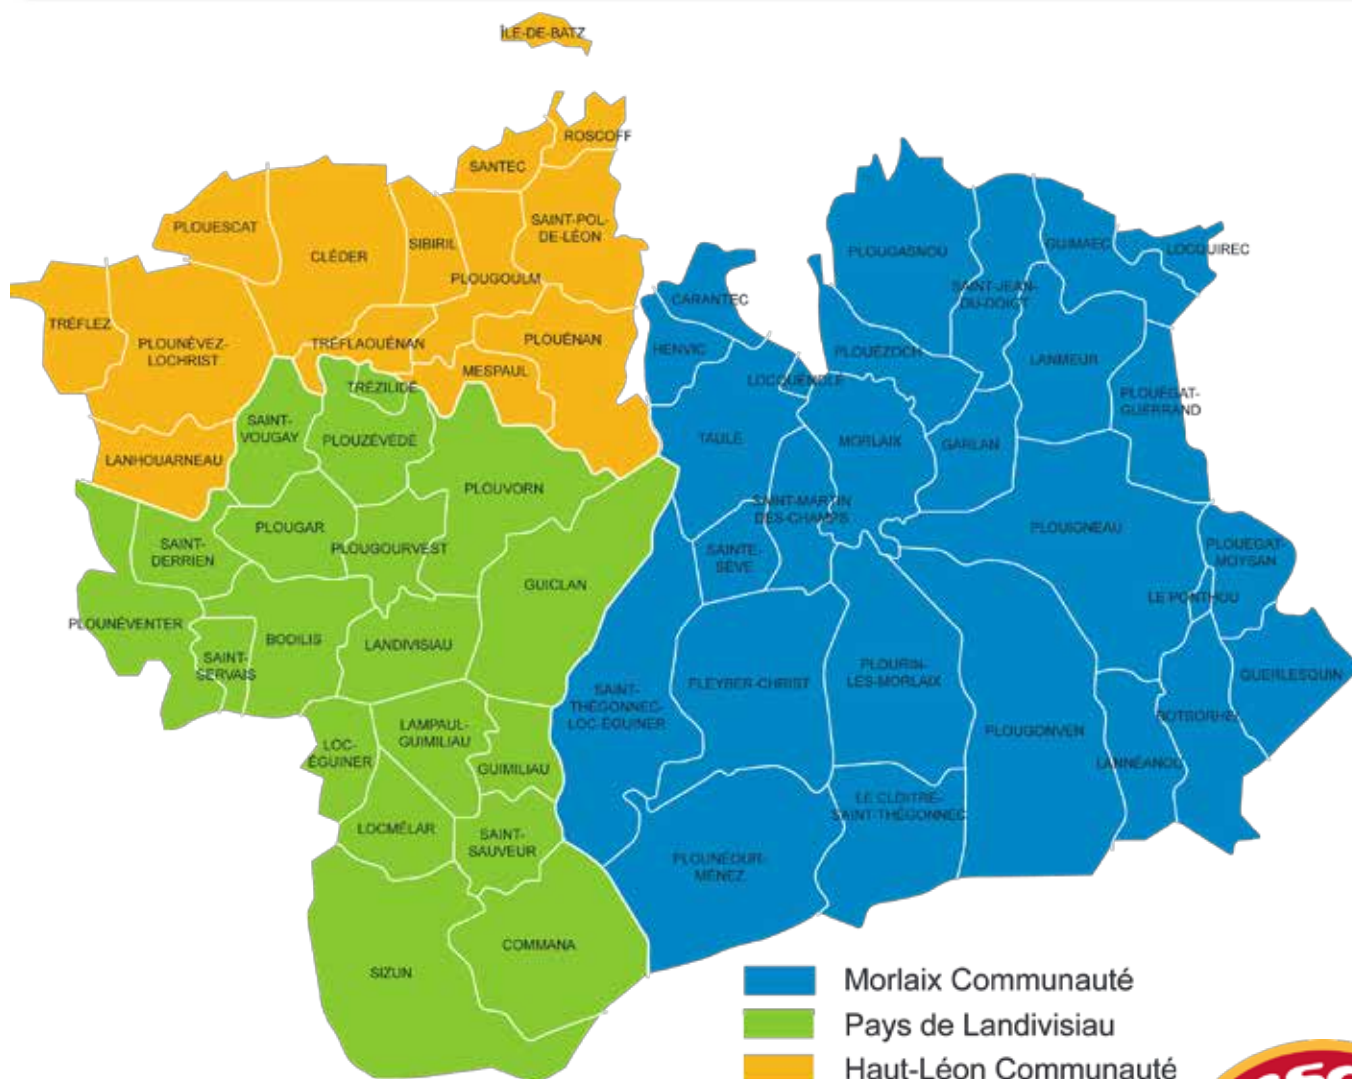 ÎLE-DE-BATZ
ROSCOFF
SANTEC
PLOUESCAT
CLÉDER
SIBIRIL
PLOUGOULM
SAINT-POL-
DE-LÉON
TRÉFLEZ
PLOUNÉVEZ-
LOCHRIST
TRÉFLAOUÉNAN
PLOUÉNAN
MESPAUL
LANHOUARNEAU
TRÉZILIDÉ
SAINT-
VOUGAY
PLOUZÉVÉDÉ
PLOUVORN
PLOUGAR
PLOUGOURVEST
SAINT-
DERRIEN
GUICLAN
PLOUNÉVENTER
SAINT-
SERVAIS
BODILIS
LANDIVISIAU
LOC-
ÉGUINER
LAMPAUL-
GUIMILIAU
GUIMILIAU
LOCMÉLAR
SAINT-
SAUVEUR
SIZUN
COMMANA
PLOUGASNOU
SAINT-JEAN-
DU-DOIGT
GUIMAEC
LOCQUIREC
CARANTEC
HENVIC
LOCQUENOLÉ
PLOUEZOCH
LANMEUR
PLOUÉGAT-
GUERRAND
TAULÉ
MORLAIX
GARLAN
SAINT-MARTIN
DES-CHAMPS
SAINTE-
SÈVE
PLOUIGNEAU
PLOUEGAT-
MOYSAN
LE PONTHOU
SAINT-
THÉGONNEC-
LOC-ÉGUINER
PLEYBER-CHRIST
PLOURIN-
LES-MORLAIX
PLOUGONVEN
GUERLESQUIN
BOTSORHEL
LANNÉANOU
LE CLOÎTRE-
SAINT-THÉGONNEC
PLOUNÉOUR-
MÉNEZ
Morlaix Communauté
Pays de Landivisiau
Haut-Léon Communauté